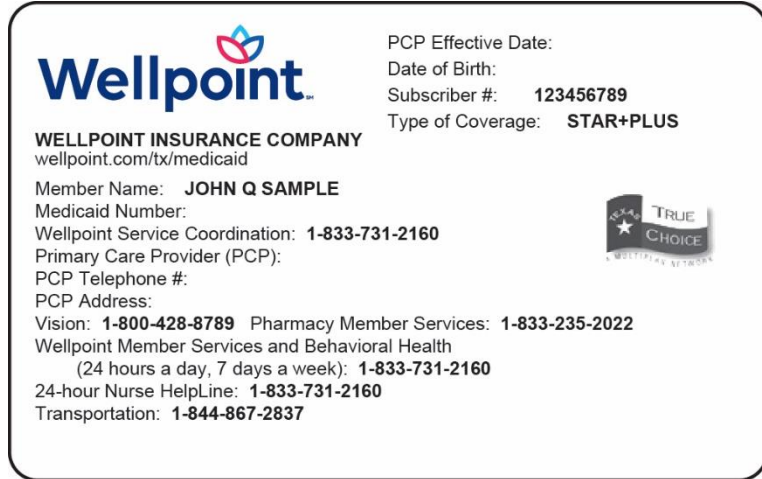 Wellpoint SM
PCP Effective Date:
Date of Birth:
Subscriber #: 123456789
Type of Coverage: STAR+PLUS
WELLPOINT INSURANCE COMPANY
wellpoint.com/tx/medicaid
Member Name: JOHN Q SAMPLE
Medicaid Number:
Wellpoint Service Coordination: 1-833-731-2160
Primary Care Provider (PCP):
PCP Telephone #:
PCP Address:
Vision: 1-800-428-8789 Pharmacy Member Services: 1-833-235-2022
Wellpoint Member Services and Behavioral Health
(24 hours a day, 7 days a week): 1-833-731-2160
24-hour Nurse HelpLine: 1-833-731-2160
Transportation: 1-844-867-2837
TEXAS
TRUE
CHOICE
A MULTIPLAN NETWORK